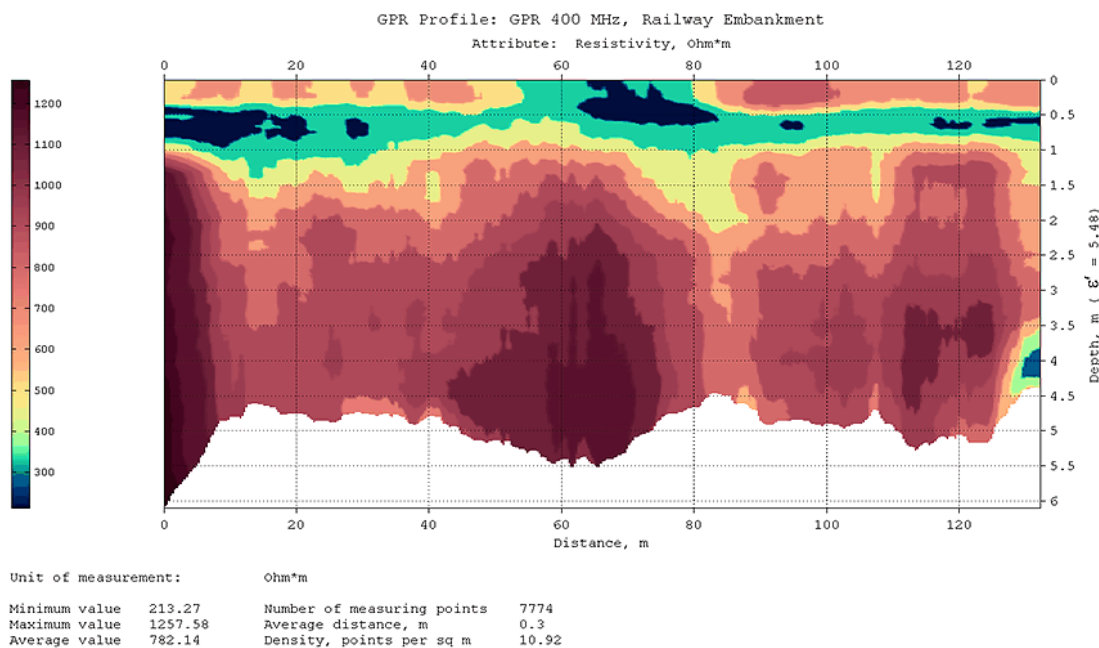 GPR Profile: GPR 400 MHz, Railway Embankment
Attribute:  Resistivity, Ohm*m
0 20 40 60 80 100 120
1200
1100
1000
900
800
700
600
500
400
300
0
0.5
1
1.5
2
2.5
3
3.5
4
4.5
5
5.5
6
Depth, m ( ε' = 5.48)
0 20 40 60 80 100 120
Distance, m
Unit of measurement: Ohm*m
Minimum value 213.27 Number of measuring points 7774
Maximum value 1257.58 Average distance, m 0.3
Average value 782.14 Density, points per sq m 10.92